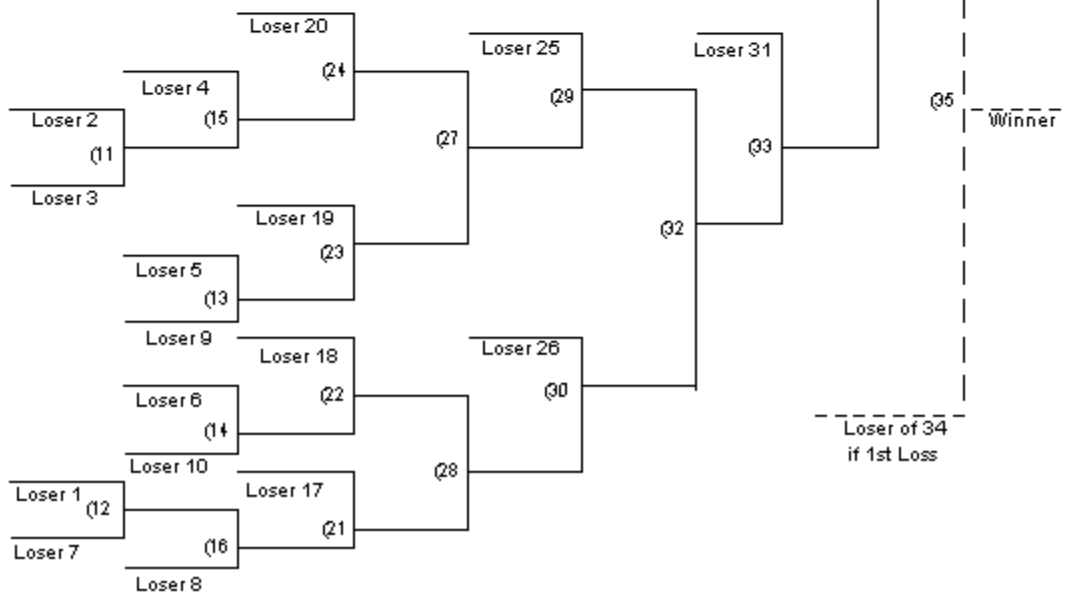 Loser 20
Loser 25
Loser 31
(24
Loser 4
(29
(35
Loser 2
(15
Winner
(11
(27
(33
Loser 3
Loser 19
(32
(23
Loser 5
(13
Loser 9
Loser 18
Loser 26
Loser 6
(22
(30
(14
Loser of 34
if 1st Loss
Loser 10
(28
Loser 1
(12
Loser 17
(21
Loser 7
(16
Loser 8